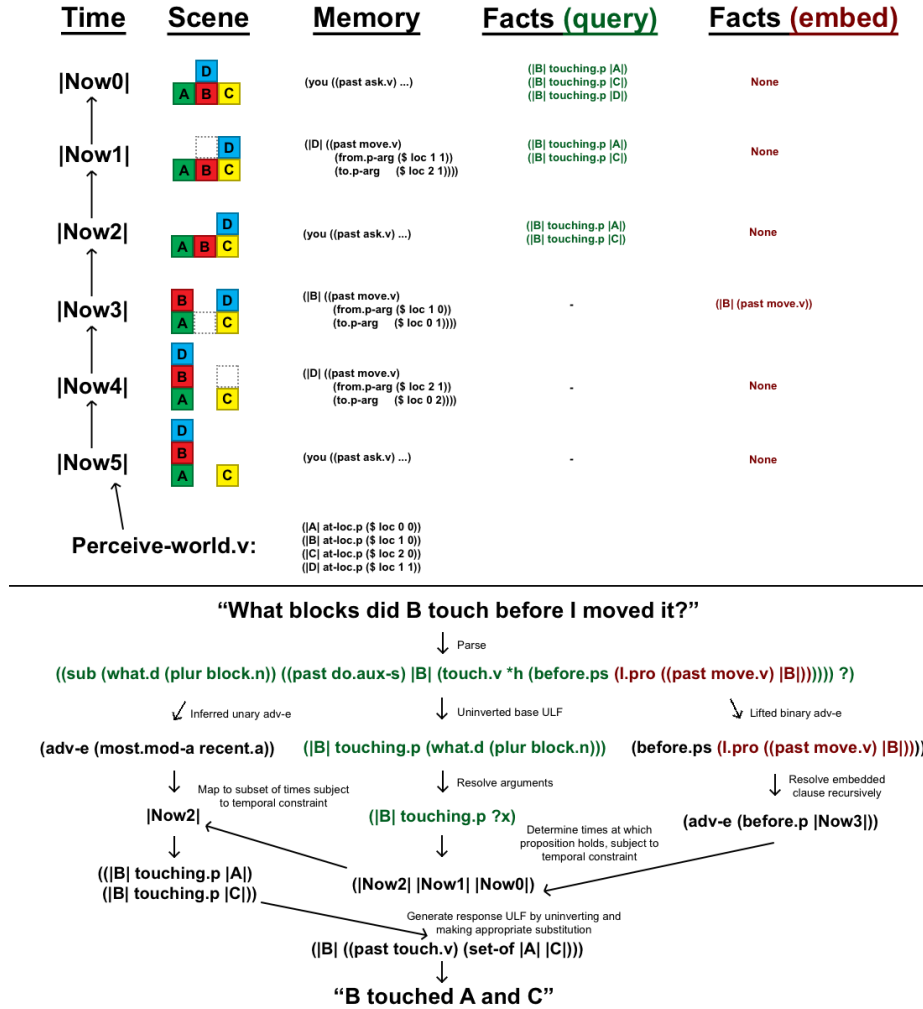 Time Scene Memory Facts (query) Facts (embed)
|Now0|
D
A B C
(you ((past ask.v) ...)
(|B| touching.p |A|)
(|B| touching.p |C|)
(|B| touching.p |D|)
None
|Now1|
D
A B C
(|D| ((past move.v)
(from.p-arg ($ loc 1 1))
(to.p-arg ($ loc 2 1))))
(|B| touching.p |A|)
(|B| touching.p |C|)
None
|Now2|
D
A B C
(you ((past ask.v) ...)
(|B| touching.p |A|)
(|B| touching.p |C|)
None
|Now3|
B D
A C
(|B| ((past move.v)
(from.p-arg ($ loc 1 0))
(to.p-arg ($ loc 0 1))))
-
(|B| (past move.v))
|Now4|
D
B
A C
(|D| ((past move.v)
(from.p-arg ($ loc 2 1))
(to.p-arg ($ loc 0 2))))
-
None
|Now5|
D
B
A C
(you ((past ask.v) ...)
-
None
Perceive-world.v:
(|A| at-loc.p ($ loc 0 0))
(|B| at-loc.p ($ loc 1 0))
(|C| at-loc.p ($ loc 2 0))
(|D| at-loc.p ($ loc 1 1))
“What blocks did B touch before I moved it?”
Parse
((sub (what.d (plur block.n)) ((past do.aux-s) |B| (touch.v *h (before.ps (I.pro ((past move.v) |B|)))))) ?)
Inferred unary adv-e
Uninverted base ULF
Lifted binary adv-e
(adv-e (most.mod-a recent.a))
(|B| touching.p (what.d (plur block.n)))
(before.ps (I.pro ((past move.v) |B|))))
Map to subset of times subject
to temporal constraint
Resolve arguments
Resolve embedded
clause recursively
|Now2|
(|B| touching.p ?x)
(adv-e (before.p |Now3|))
Determine times at which
proposition holds, subject to
temporal constraint
((|B| touching.p |A|)
(|B| touching.p |C|))
(|Now2| |Now1| |Now0|)
Generate response ULF by uninverting and
making appropriate substitution
(|B| ((past touch.v) (set-of |A| |C|)))
“B touched A and C”